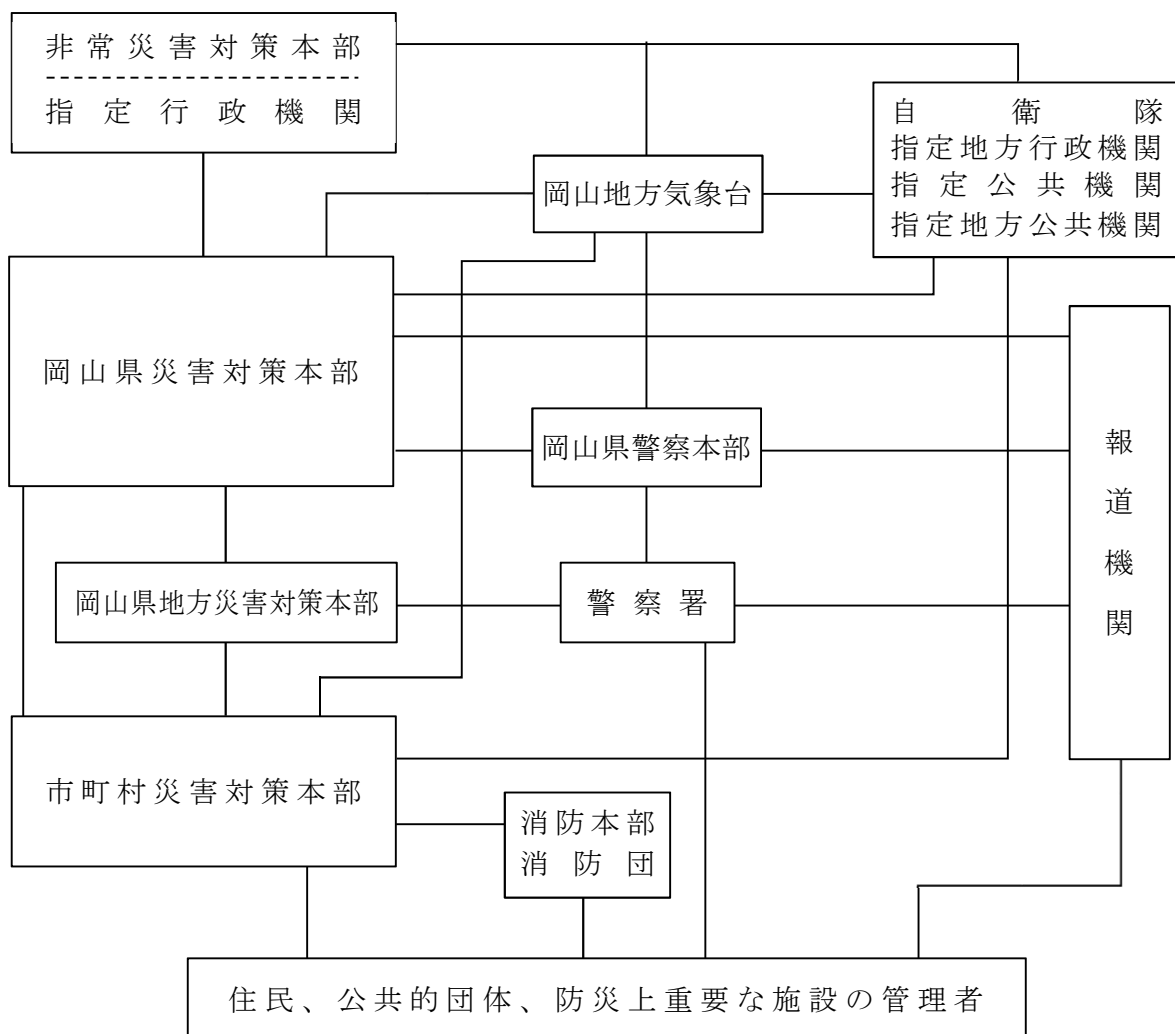 非常災害対策本部
指定行政機関
自衛隊
指定地方行政機関
指定公共機関
指定地方公共機関
岡山地方気象台
岡山県災害対策本部
岡山県警察本部
報道機関
岡山県地方災害対策本部
警察署
市町村災害対策本部
消防本部
消防団
住民、公共的団体、防災上重要な施設の管理者